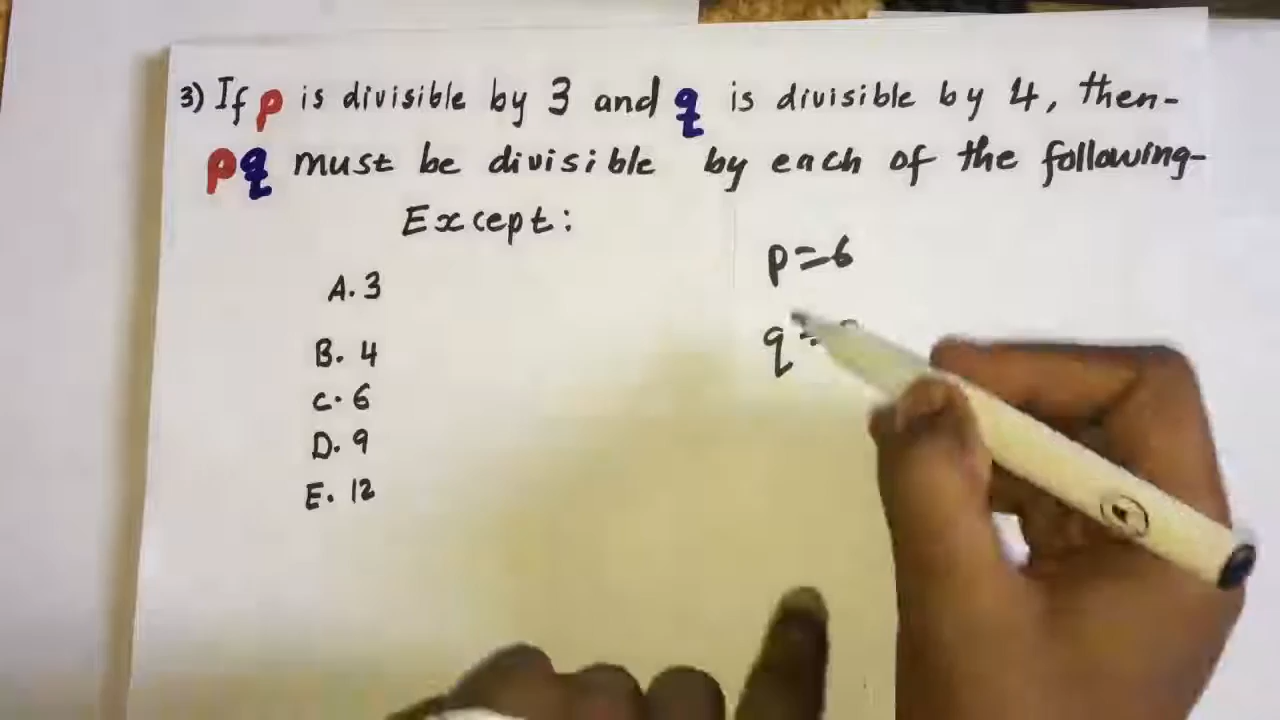 3) If p is divisible by 3 and q is divisible by 4, then-
pq must be divisible by each of the following-
Except:
p=6
A. 3
q=
B. 4
C. 6
D. 9
E. 12